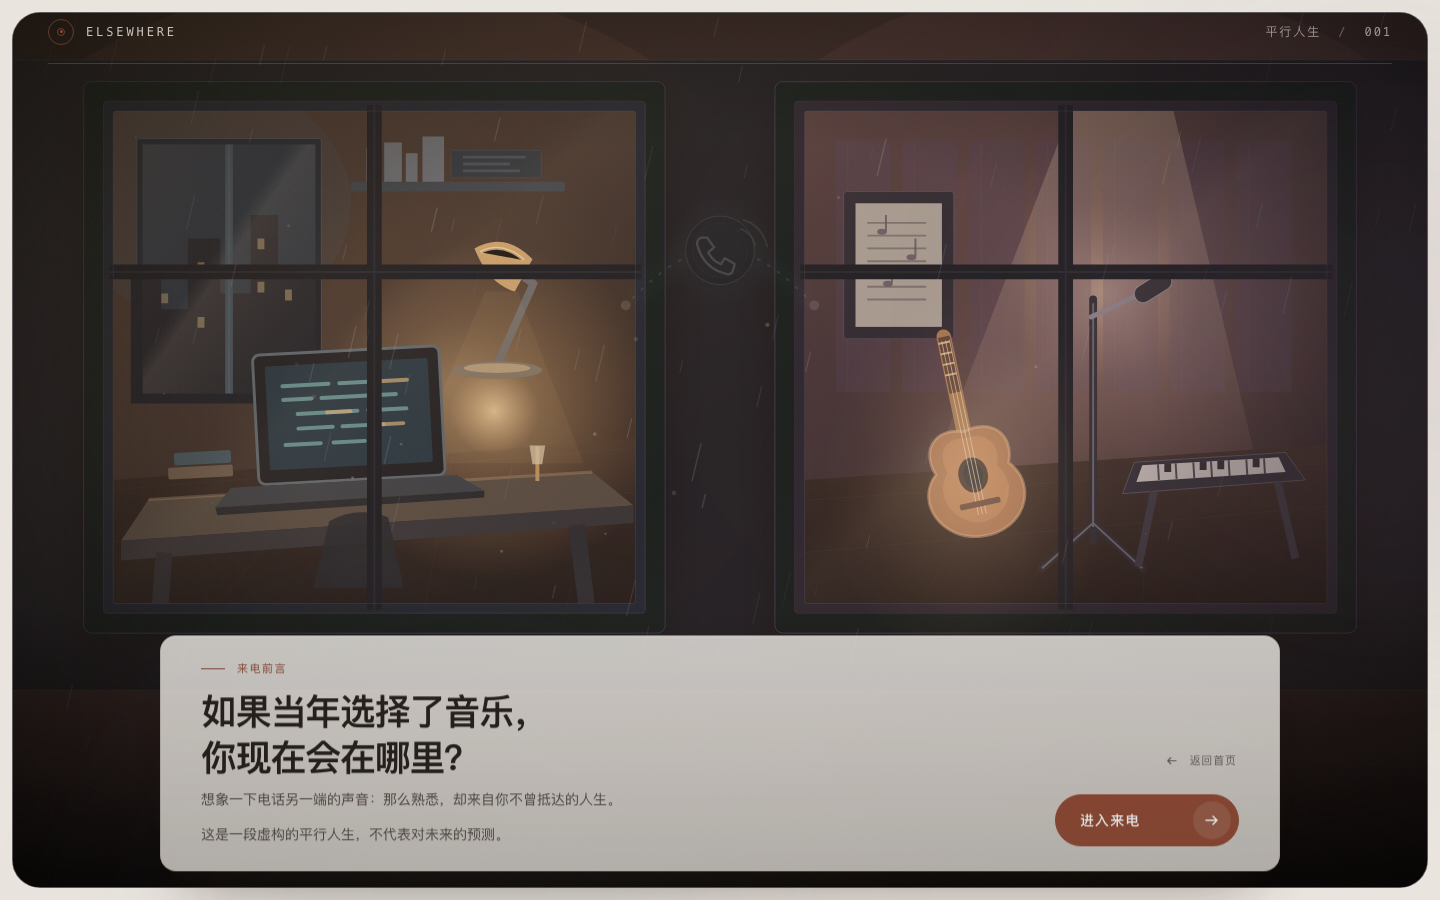 ELSEWHERE
平行人生 / 001
来电前言
如果当年选择了音乐，
你现在会在哪里？
想象一下电话另一端的声音：那么熟悉，却来自你不曾抵达的人生。
这是一段虚构的平行人生，不代表对未来的预测。
← 返回首页
进入来电 →